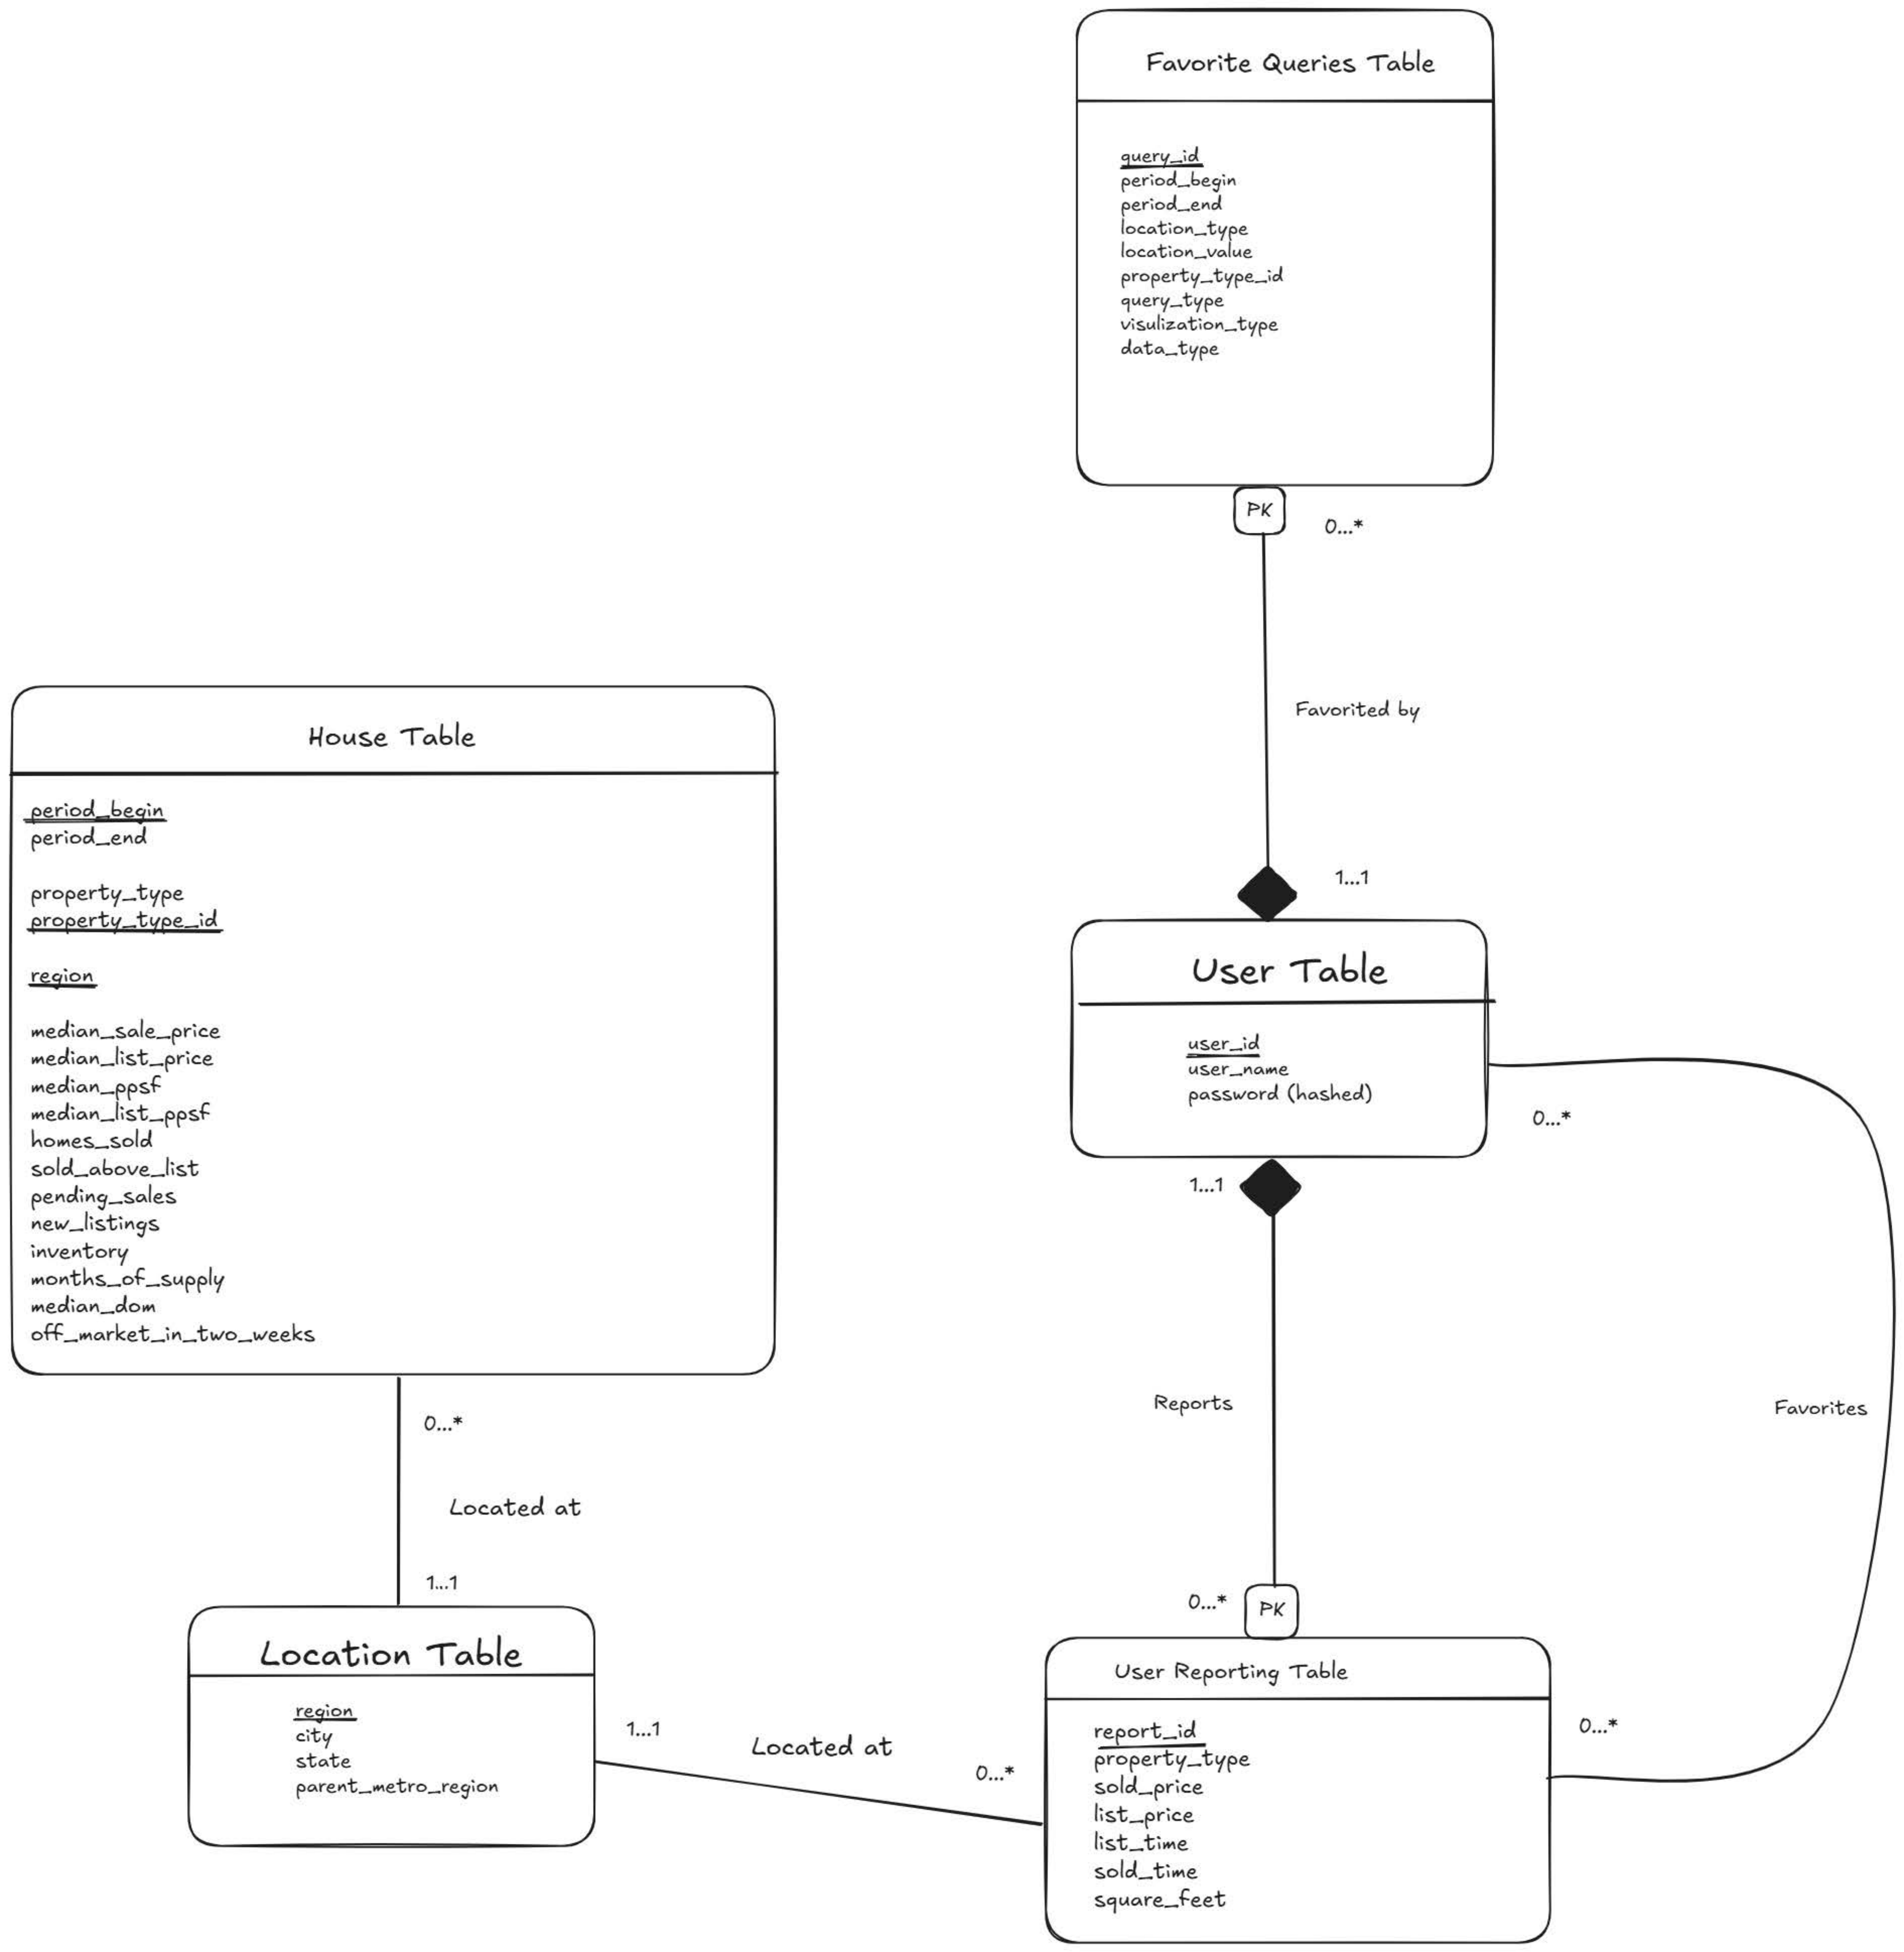 Favorite Queries Table
query_id
period_begin
period_end
location_type
location_value
property_type_id
query_type
visulization_type
data_type
PK
0...*
Favorited by
1...1
House Table
period_begin
period_end
property_type
property_type_id
region
median_sale_price
median_list_price
median_ppsf
median_list_ppsf
homes_sold
sold_above_list
pending_sales
new_listings
inventory
months_of_supply
median_dom
off_market_in_two_weeks
User Table
user_id
user_name
password (hashed)
0...*
1...1
Reports
Favorites
0...*
Located at
1...1
Location Table
region
city
state
parent_metro_region
1...1
Located at
0...*
0...*
PK
User Reporting Table
report_id
property_type
sold_price
list_price
list_time
sold_time
square_feet
0...*